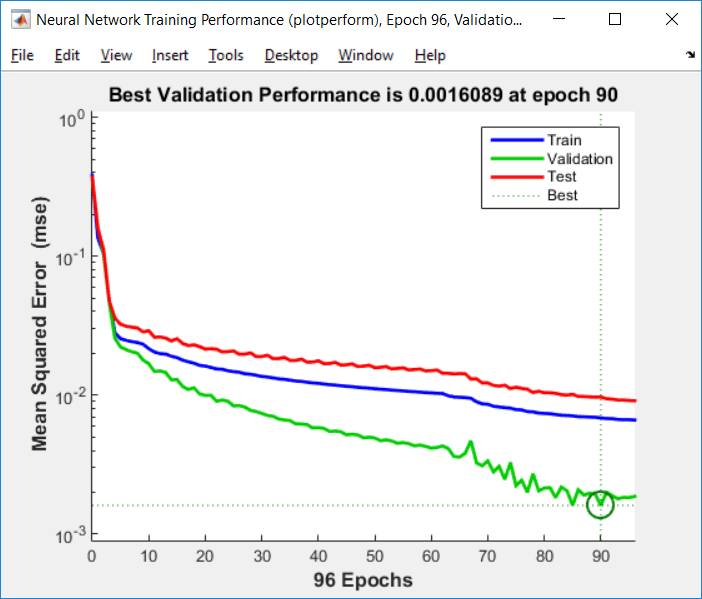 Neural Network Training Performance (plotperform), Epoch 96, Validatio...
File Edit View Insert Tools Desktop Window Help
Best Validation Performance is 0.0016089 at epoch 90
Mean Squared Error (mse)
10^0
10^-1
10^-2
10^-3
Train
Validation
Test
Best
0 10 20 30 40 50 60 70 80 90
96 Epochs